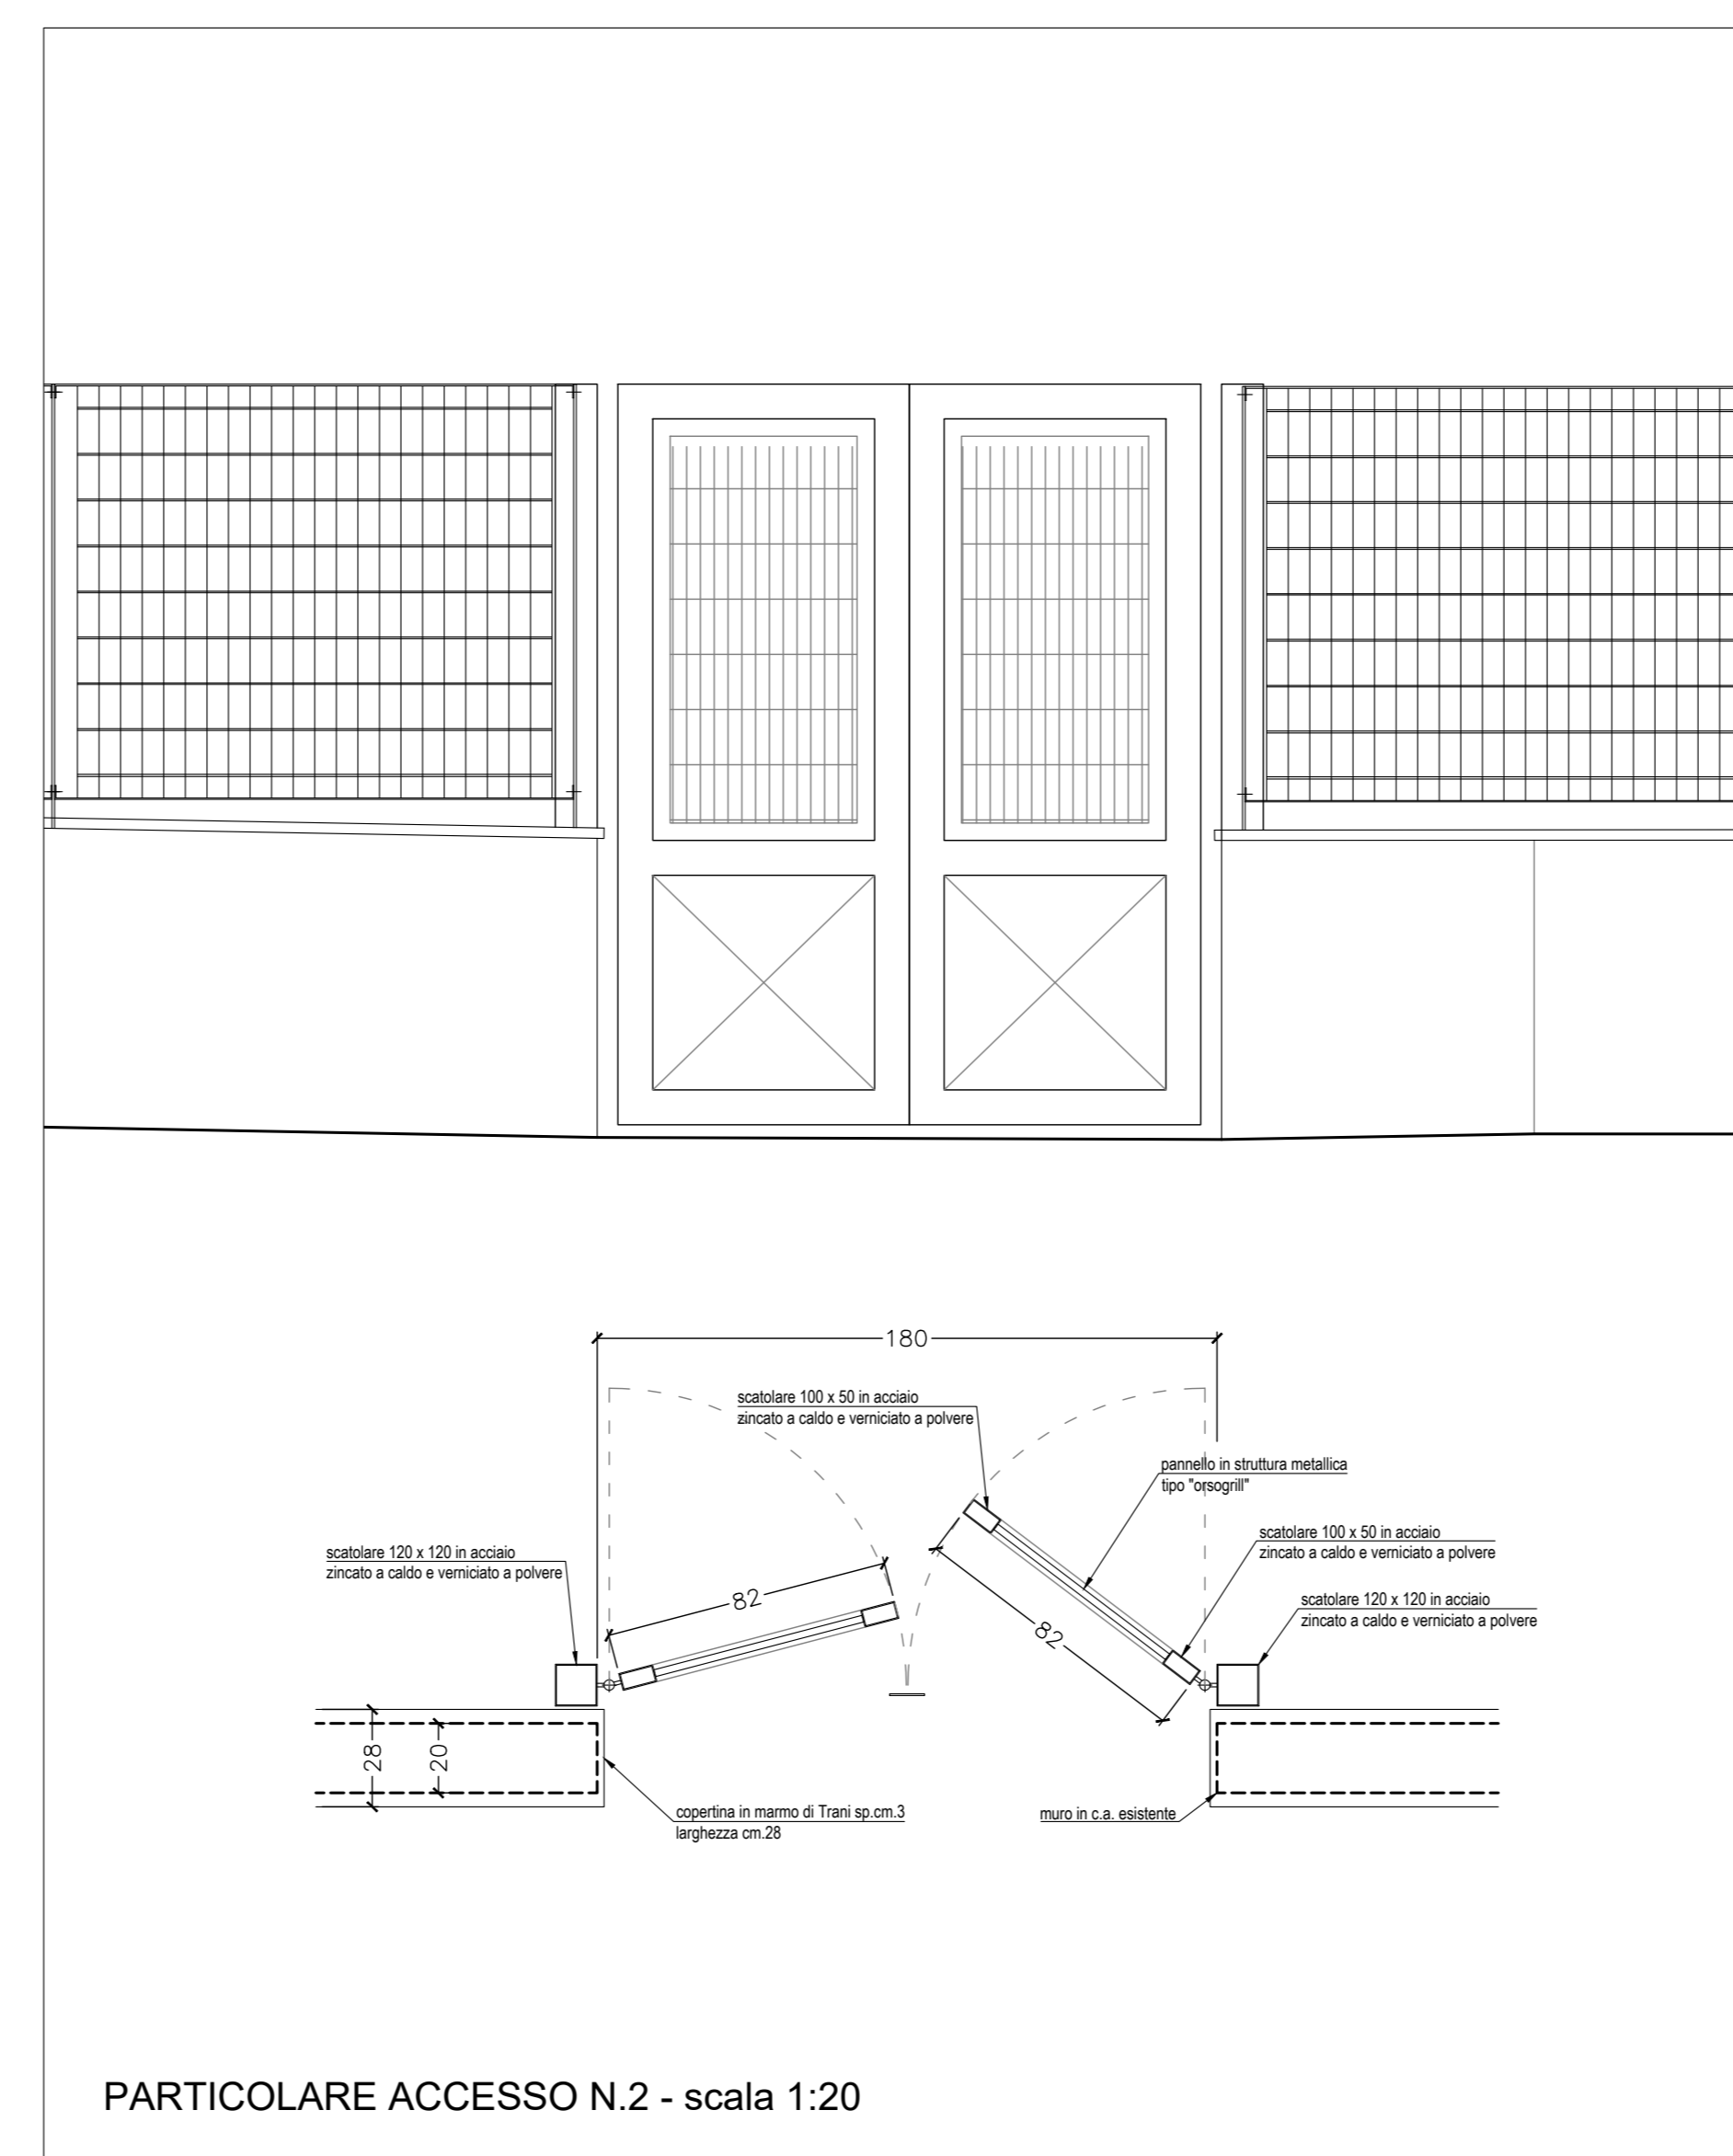 180
scatolare 100 x 50 in acciaio
zincato a caldo e verniciato a polvere
pannello in struttura metallica
tipo "orsogrill"
scatolare 100 x 50 in acciaio
zincato a caldo e verniciato a polvere
scatolare 120 x 120 in acciaio
zincato a caldo e verniciato a polvere
82
scatolare 120 x 120 in acciaio
zincato a caldo e verniciato a polvere
82
28
20
copertina in marmo di Trani sp.cm.3
larghezza cm.28
muro in c.a. esistente
PARTICOLARE ACCESSO N.2 - scala 1:20